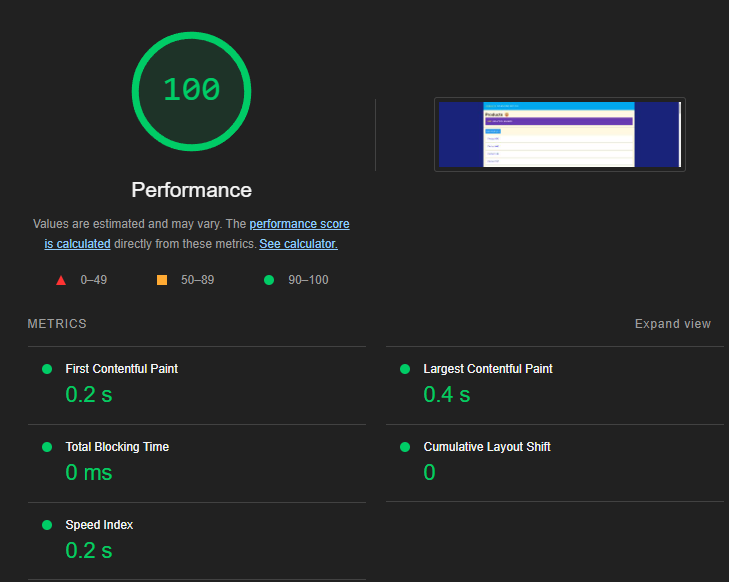 100
Performance
Values are estimated and may vary. The performance score
is calculated directly from these metrics. See calculator.
0–49
50–89
90–100
Products
METRICS
Expand view
First Contentful Paint
0.2 s
Largest Contentful Paint
0.4 s
Total Blocking Time
0 ms
Cumulative Layout Shift
0
Speed Index
0.2 s